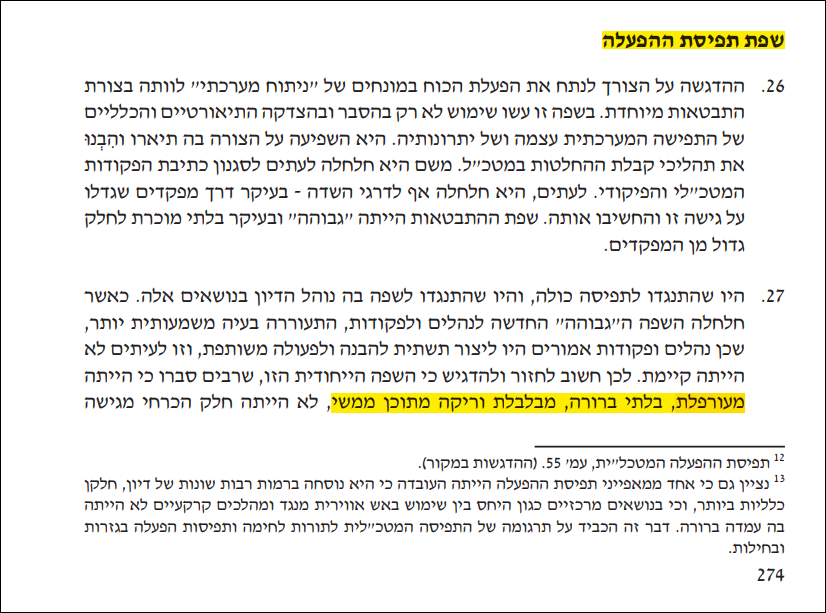 שפת תפיסת ההפעלה
26. ההדגשה על הצורך לנתח את הפעלת הכוח במונחים של "ניתוח מערכתי" לוותה בצורת
התבטאות מיוחדת. בשפה זו עשו שימוש לא רק בהסבר ובהצדקה התיאורטיים והכלליים
של התפישה המערכתית עצמה ושל יתרונותיה. היא השפיעה על הצורה בה תיארו והִבְנוּ
את תהליכי קבלת ההחלטות במטכ"ל. משם היא חלחלה לעתים לסגנון כתיבת הפקודות
המטכ"לי והפיקודי. לעתים, היא חלחלה אף לדרגי השדה - בעיקר דרך מפקדים שגדלו
על גישה זו והחשיבו אותה. שפת ההתבטאות הייתה "גבוהה" ובעיקר בלתי מוכרת לחלק
גדול מן המפקדים.
27. היו שהתנגדו לתפיסה כולה, והיו שהתנגדו לשפה בה נוהל הדיון בנושאים אלה. כאשר
חלחלה השפה ה"גבוהה" החדשה לנהלים ולפקודות, התעוררה בעיה משמעותית יותר,
שכן נהלים ופקודות אמורים היו ליצור תשתית להבנה ולפעולה משותפת, וזו לעיתים לא
הייתה קיימת. לכן חשוב לחזור ולהדגיש כי השפה הייחודית הזו, שרבים סברו כי הייתה
מעורפלת, בלתי ברורה, מבלבלת וריקה מתוכן ממשי, לא הייתה חלק הכרחי מגישה
12 תפיסת ההפעלה המטכל"ית, עמ' 55. (ההדגשות במקור).
13 נציין גם כי אחד ממאפייני תפיסת ההפעלה הייתה העובדה כי היא נוסחה ברמות רבות שונות של דיון, חלקן
כלליות ביותר, וכי בנושאים מרכזיים כגון היחס בין שימוש באש אווירית מנגד ומהלכים קרקעיים לא הייתה
בה עמדה ברורה. דבר זה הכביד על תרגומה של התפיסה המטכ"לית לתורות לחימה ותפיסות הפעלה בגזרות
ובחילות.
274